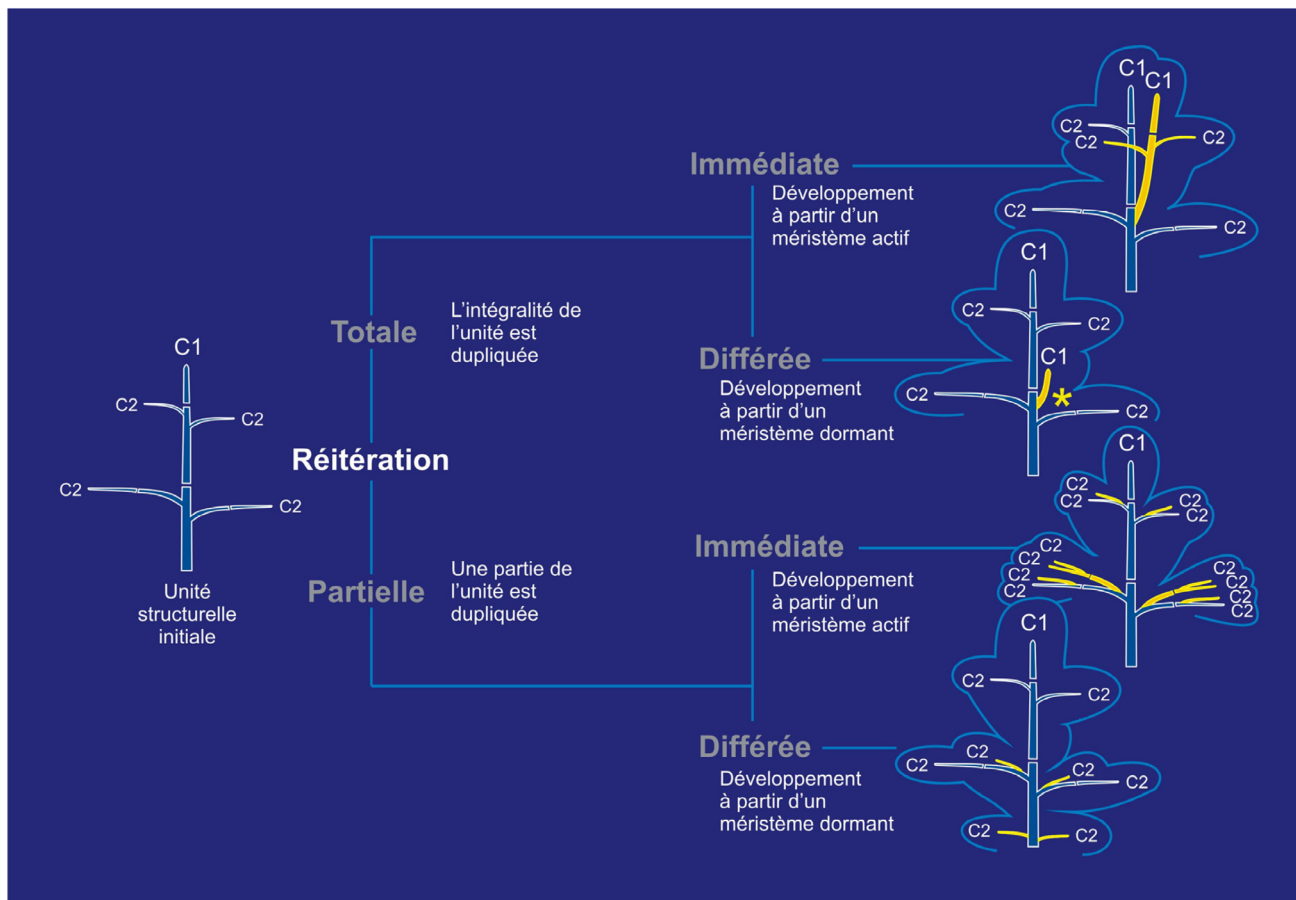 C1
C2
C2
C2
C2
Unité
structurelle
initiale
Réitération
Totale
L'intégralité de
l'unité est
dupliquée
Partielle
Une partie de
l'unité est
dupliquée
Immédiate
Développement
à partir d'un
méristème actif
C1
C1
C2
C2
C2
C2
C2
Différée
Développement
à partir d'un
méristème dormant
C1
C2
C2
C1
*
C2
C2
Immédiate
Développement
à partir d'un
méristème actif
C1
C2
C2
C2
C2
C2
C2
C2
C2
C2
C2
C2
C2
Différée
Développement
à partir d'un
méristème dormant
C1
C2
C2
C2
C2
C2
C2
C2
C2